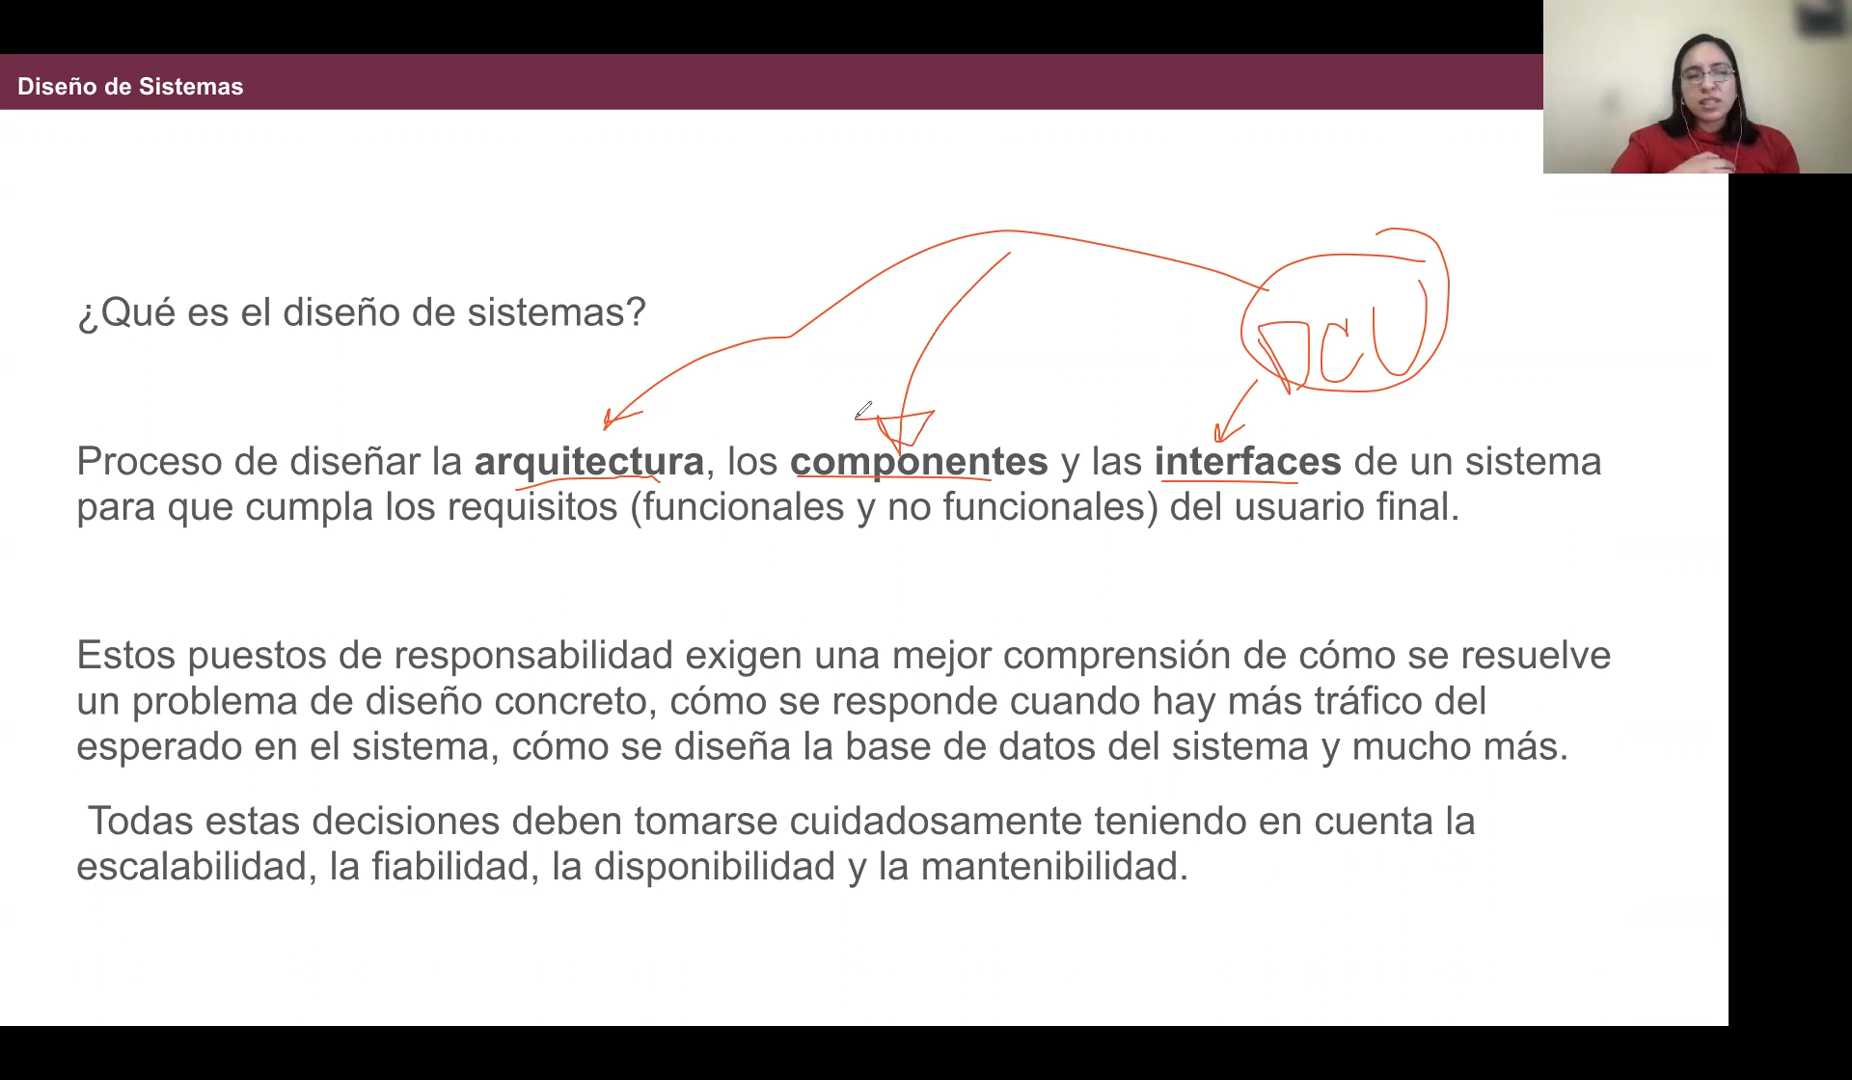 Diseño de Sistemas
¿Qué es el diseño de sistemas?
DCU
Proceso de diseñar la arquitectura, los componentes y las interfaces de un sistema
para que cumpla los requisitos (funcionales y no funcionales) del usuario final.
Estos puestos de responsabilidad exigen una mejor comprensión de cómo se resuelve
un problema de diseño concreto, cómo se responde cuando hay más tráfico del
esperado en el sistema, cómo se diseña la base de datos del sistema y mucho más.
Todas estas decisiones deben tomarse cuidadosamente teniendo en cuenta la
escalabilidad, la fiabilidad, la disponibilidad y la mantenibilidad.